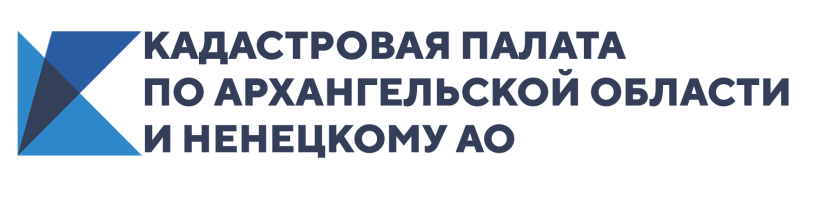 КАДАСТРОВАЯ ПАЛАТА
ПО АРХАНГЕЛЬСКОЙ ОБЛАСТИ
И НЕНЕЦКОМУ АО